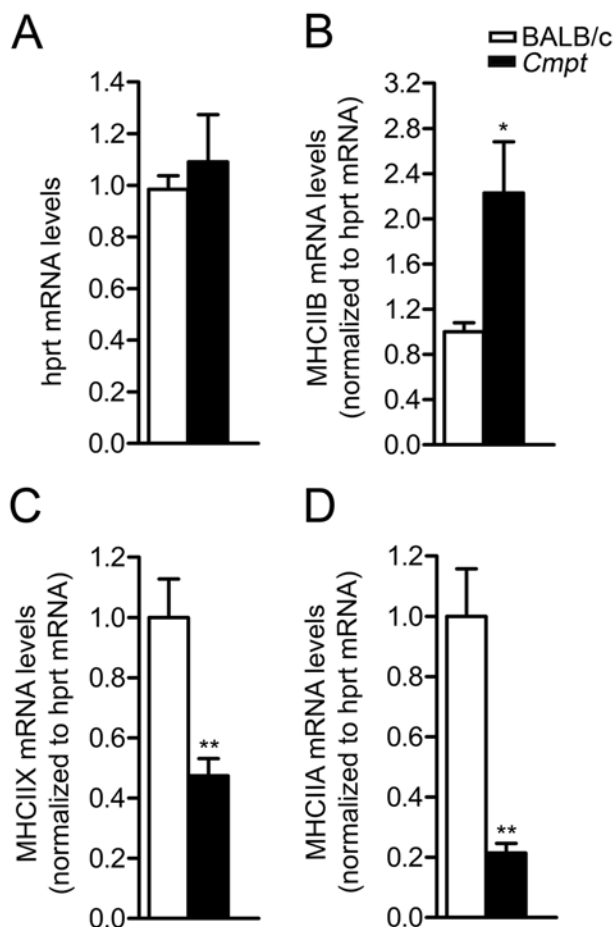 A
hprt mRNA levels
1.4
1.2
1.0
0.8
0.6
0.4
0.2
0.0
B
BALB/c
Cmpt
MHCIIB mRNA levels
(normalized to hprt mRNA)
3.2
2.8
2.4
2.0
1.6
1.2
0.8
0.4
0.0
*
C
MHCIIX mRNA levels
(normalized to hprt mRNA)
1.2
1.0
0.8
0.6
0.4
0.2
0.0
**
D
MHCIIA mRNA levels
(normalized to hprt mRNA)
1.2
1.0
0.8
0.6
0.4
0.2
0.0
**